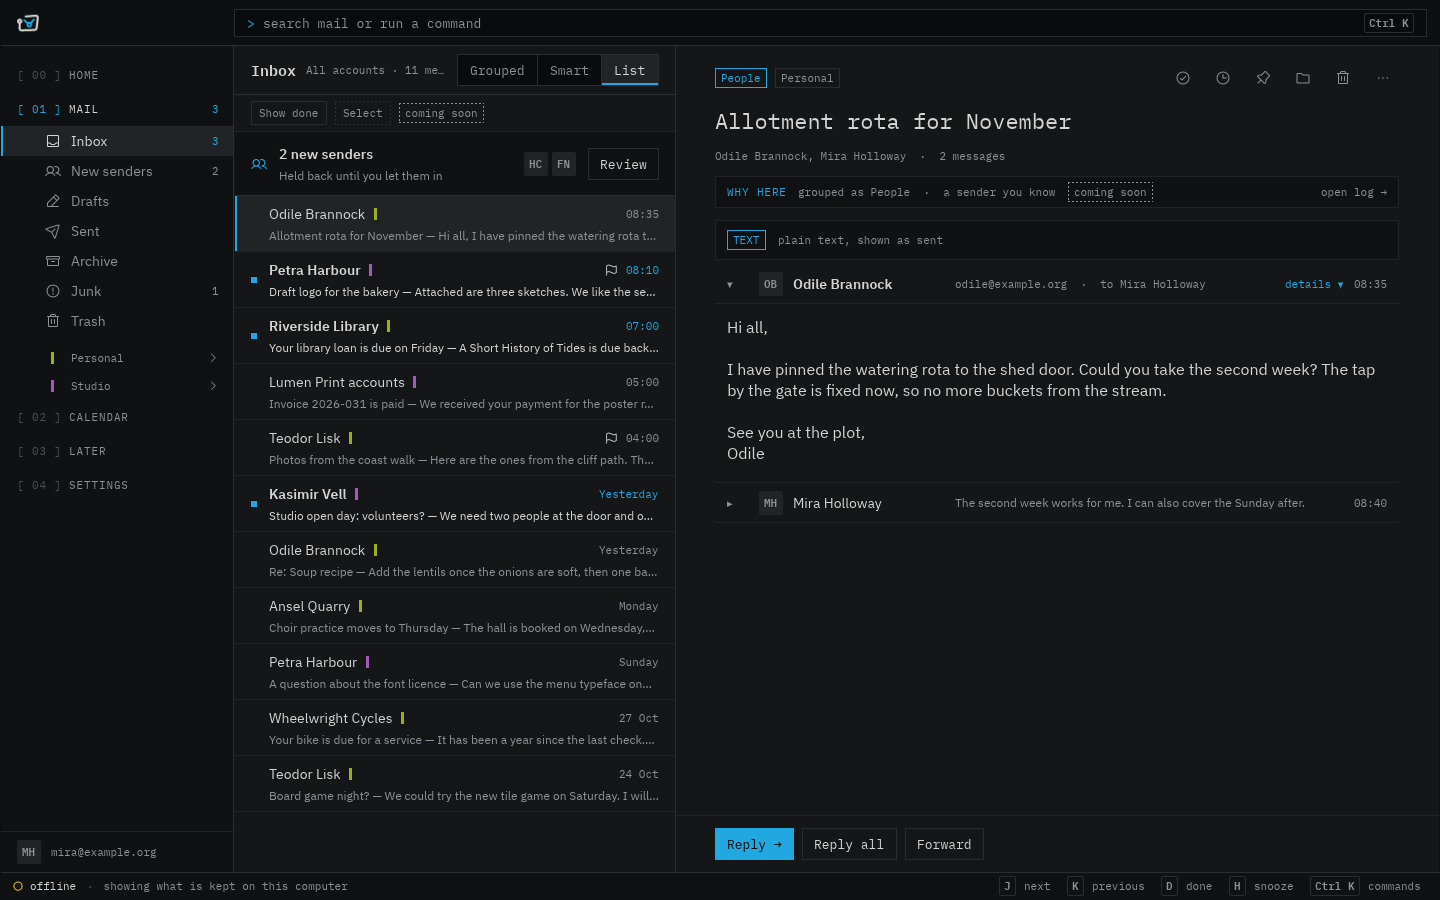 > search mail or run a command Ctrl K
[ 00 ] HOME
[ 01 ] MAIL 3
Inbox 3
New senders 2
Drafts
Sent
Archive
Junk 1
Trash
Personal
Studio
[ 02 ] CALENDAR
[ 03 ] LATER
[ 04 ] SETTINGS
MH mira@example.org
Inbox All accounts · 11 me… Grouped Smart List
Show done Select coming soon
2 new senders
Held back until you let them in
HC FN Review
Odile Brannock 08:35
Allotment rota for November — Hi all, I have pinned the watering rota t…
Petra Harbour 08:10
Draft logo for the bakery — Attached are three sketches. We like the se…
Riverside Library 07:00
Your library loan is due on Friday — A Short History of Tides is due back…
Lumen Print accounts 05:00
Invoice 2026-031 is paid — We received your payment for the poster r…
Teodor Lisk 04:00
Photos from the coast walk — Here are the ones from the cliff path. Th…
Kasimir Vell Yesterday
Studio open day: volunteers? — We need two people at the door and o…
Odile Brannock Yesterday
Re: Soup recipe — Add the lentils once the onions are soft, then one ba…
Ansel Quarry Monday
Choir practice moves to Thursday — The hall is booked on Wednesday,…
Petra Harbour Sunday
A question about the font licence — Can we use the menu typeface on…
Wheelwright Cycles 27 Oct
Your bike is due for a service — It has been a year since the last check.…
Teodor Lisk 24 Oct
Board game night? — We could try the new tile game on Saturday. I will…
People Personal
Allotment rota for November
Odile Brannock, Mira Holloway · 2 messages
WHY HERE grouped as People · a sender you know coming soon open log →
TEXT plain text, shown as sent
▾ OB Odile Brannock odile@example.org · to Mira Holloway details ▾ 08:35
Hi all,
I have pinned the watering rota to the shed door. Could you take the second week? The tap
by the gate is fixed now, so no more buckets from the stream.
See you at the plot,
Odile
▸ MH Mira Holloway The second week works for me. I can also cover the Sunday after. 08:40
Reply → Reply all Forward
offline · showing what is kept on this computer
J next K previous D done H snooze Ctrl K commands